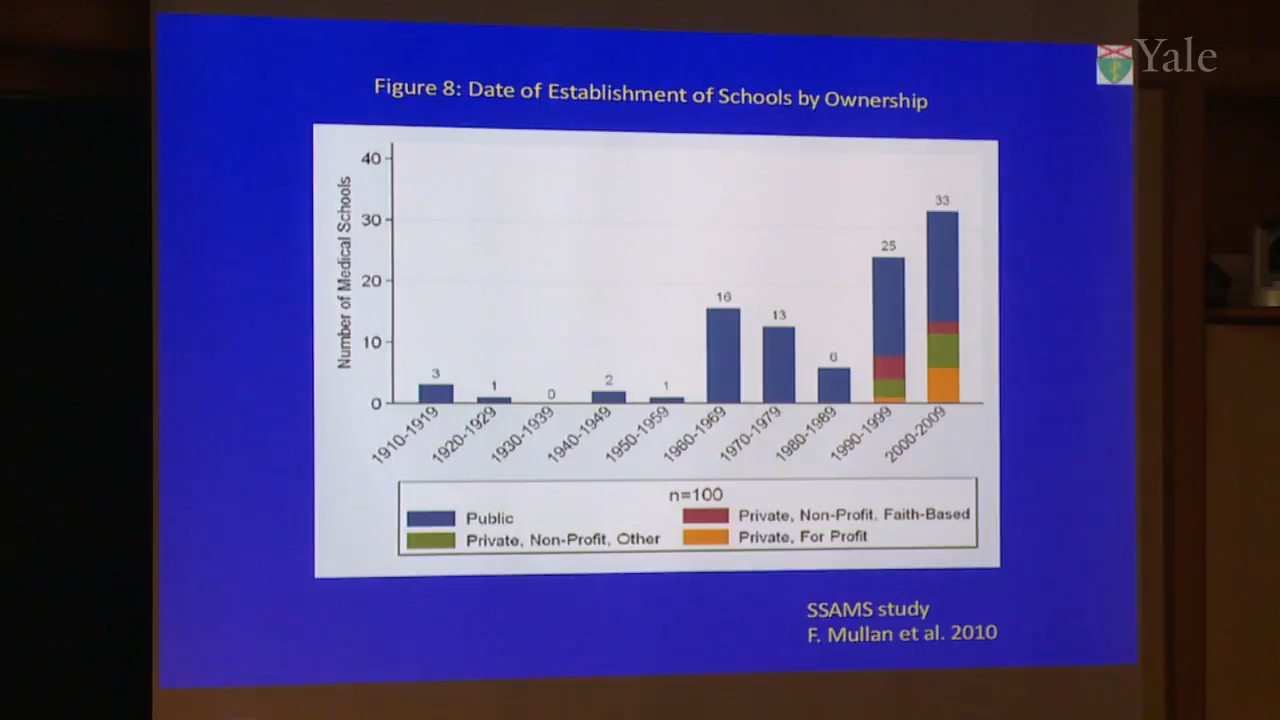 Yale
Figure 8: Date of Establishment of Schools by Ownership
Number of Medical Schools
40
30
20
10
0
3
1
0
2
1
16
13
6
25
33
1910-1919
1920-1929
1930-1939
1940-1949
1950-1959
1960-1969
1970-1979
1980-1989
1990-1999
2000-2009
n=100
Public
Private, Non-Profit, Faith-Based
Private, Non-Profit, Other
Private, For Profit
SSAMS study
F. Mullan et al. 2010